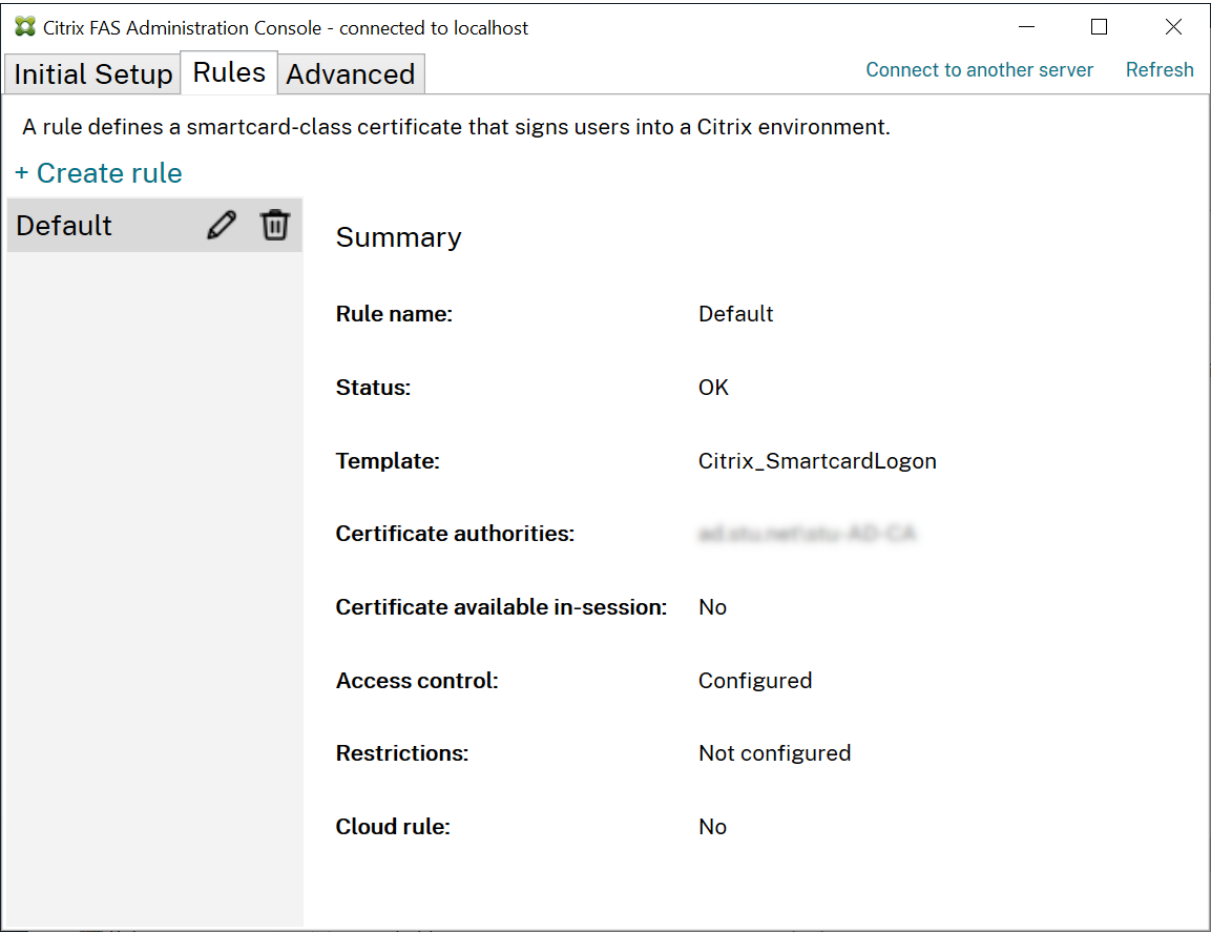 Citrix FAS Administration Console - connected to localhost
Initial Setup Rules Advanced Connect to another server Refresh
A rule defines a smartcard-class certificate that signs users into a Citrix environment.
+ Create rule
Default
Summary
Rule name: Default
Status: OK
Template: Citrix_SmartcardLogon
Certificate authorities:
Certificate available in-session: No
Access control: Configured
Restrictions: Not configured
Cloud rule: No